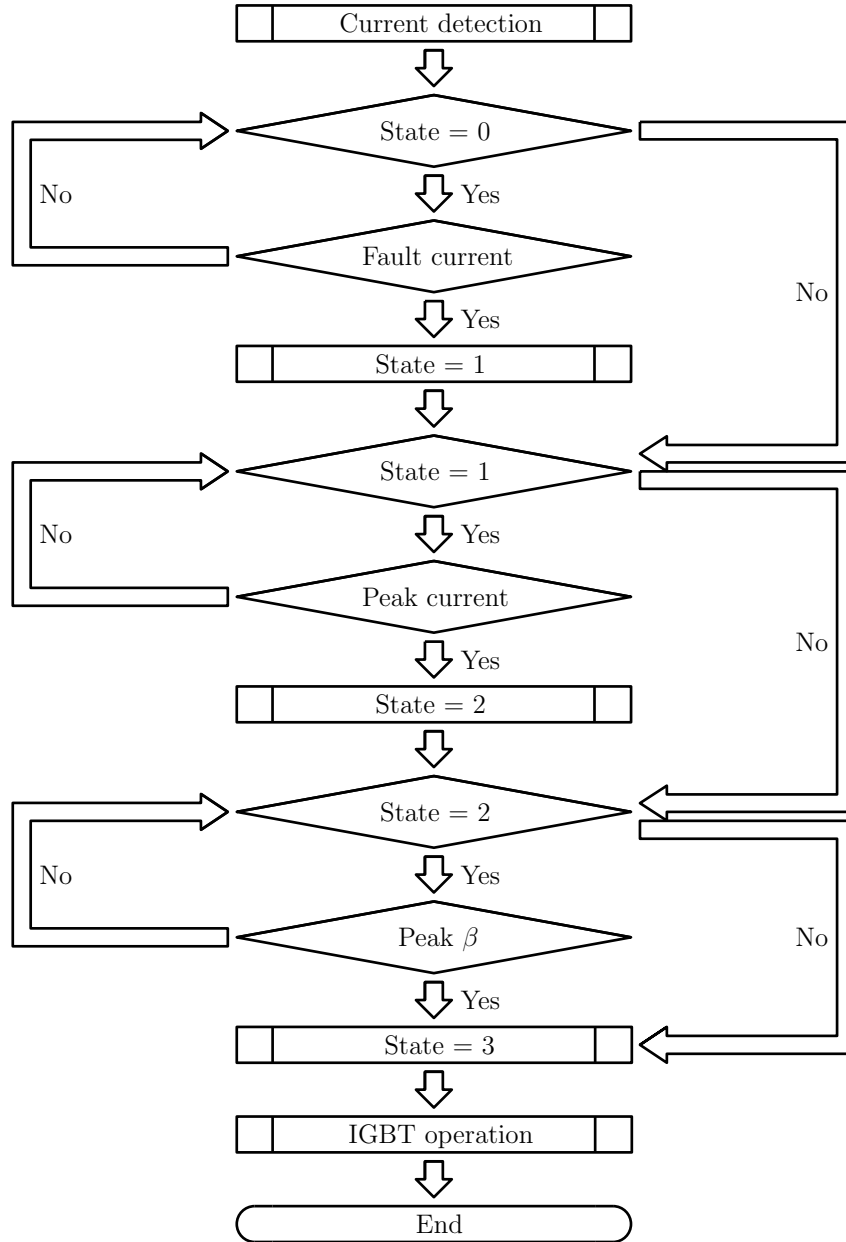 Current detection
State = 0
No
Yes
Fault current
No
Yes
State = 1
State = 1
No
Yes
Peak current
No
Yes
State = 2
State = 2
No
Yes
Peak β
No
Yes
State = 3
IGBT operation
End